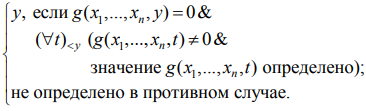 y, если g(x₁,...,xₙ,y)=0&
(∀t)<y (g(x₁,...,xₙ,t)≠0&
значение g(x₁,...,xₙ,t) определено);
не определено в противном случае.